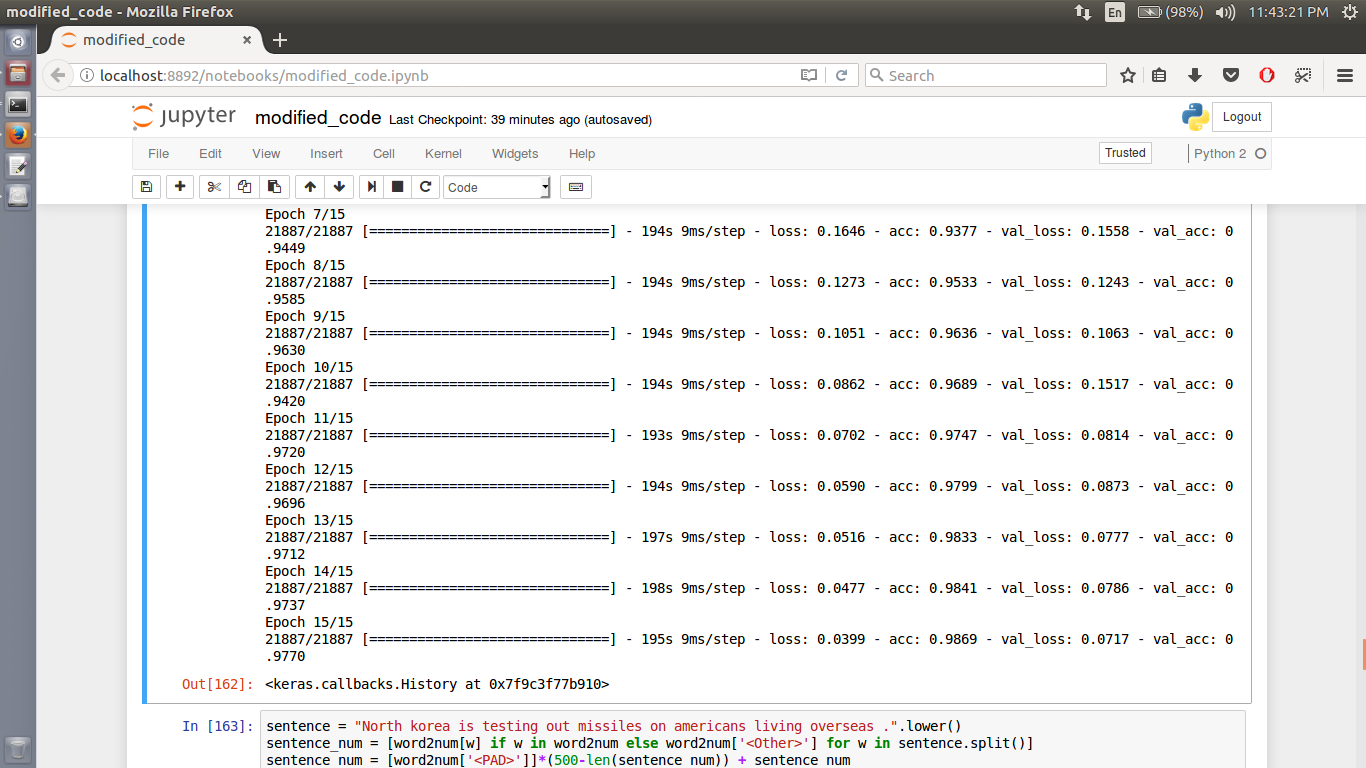 modified_code - Mozilla Firefox
En (98%) 11:43:21 PM
modified_code
localhost:8892/notebooks/modified_code.ipynb
Search
jupyter modified_code Last Checkpoint: 39 minutes ago (autosaved) Logout
File Edit View Insert Cell Kernel Widgets Help Trusted Python 2
Code
Epoch 7/15
21887/21887 [==============================] - 194s 9ms/step - loss: 0.1646 - acc: 0.9377 - val_loss: 0.1558 - val_acc: 0
.9449
Epoch 8/15
21887/21887 [==============================] - 194s 9ms/step - loss: 0.1273 - acc: 0.9533 - val_loss: 0.1243 - val_acc: 0
.9585
Epoch 9/15
21887/21887 [==============================] - 194s 9ms/step - loss: 0.1051 - acc: 0.9636 - val_loss: 0.1063 - val_acc: 0
.9630
Epoch 10/15
21887/21887 [==============================] - 194s 9ms/step - loss: 0.0862 - acc: 0.9689 - val_loss: 0.1517 - val_acc: 0
.9420
Epoch 11/15
21887/21887 [==============================] - 193s 9ms/step - loss: 0.0702 - acc: 0.9747 - val_loss: 0.0814 - val_acc: 0
.9720
Epoch 12/15
21887/21887 [==============================] - 194s 9ms/step - loss: 0.0590 - acc: 0.9799 - val_loss: 0.0873 - val_acc: 0
.9696
Epoch 13/15
21887/21887 [==============================] - 197s 9ms/step - loss: 0.0516 - acc: 0.9833 - val_loss: 0.0777 - val_acc: 0
.9712
Epoch 14/15
21887/21887 [==============================] - 198s 9ms/step - loss: 0.0477 - acc: 0.9841 - val_loss: 0.0786 - val_acc: 0
.9737
Epoch 15/15
21887/21887 [==============================] - 195s 9ms/step - loss: 0.0399 - acc: 0.9869 - val_loss: 0.0717 - val_acc: 0
.9770
Out[162]: <keras.callbacks.History at 0x7f9c3f77b910>
In [163]: sentence = "North korea is testing out missiles on americans living overseas .".lower()
sentence_num = [word2num[w] if w in word2num else word2num['<Other>'] for w in sentence.split()]
sentence_num = [word2num['<PAD>']]*(500-len(sentence_num)) + sentence_num